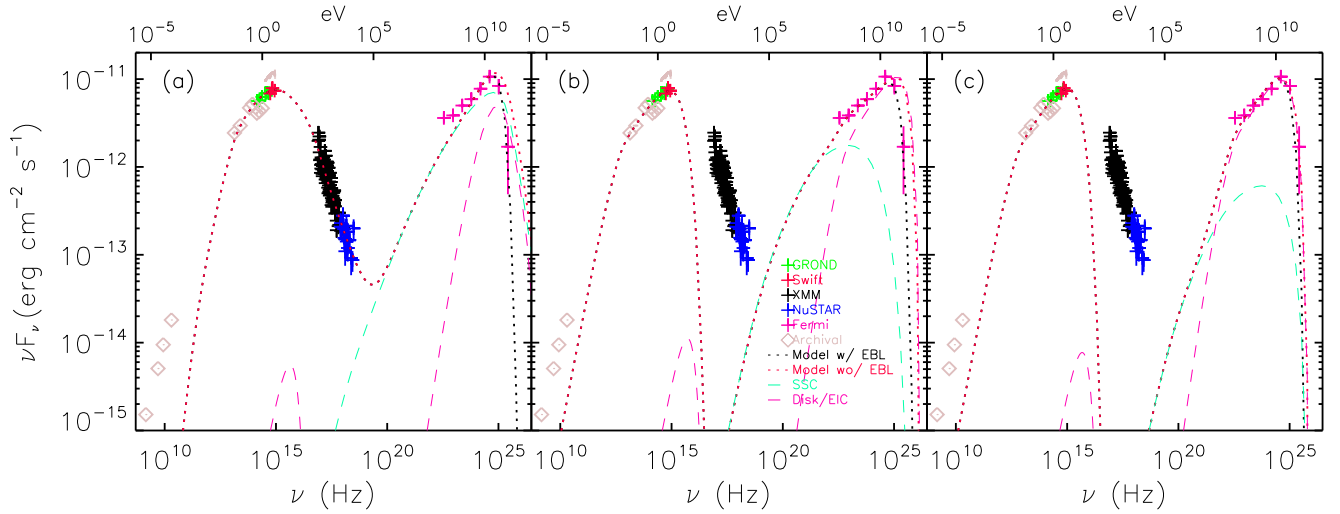 eV eV eV
10⁻⁵ 10⁰ 10⁵ 10¹⁰ 10⁻⁵ 10⁰ 10⁵ 10¹⁰ 10⁻⁵ 10⁰ 10⁵ 10¹⁰
(a) (b) (c)
10⁻¹¹
10⁻¹²
10⁻¹³
10⁻¹⁴
10⁻¹⁵
νFᵥ (erg cm⁻² s⁻¹)
GROND
Swift
XMM
NuSTAR
Fermi
Archival
Model w/ EBL
Model wo/ EBL
SSC
Disk/EIC
10¹⁰ 10¹⁵ 10²⁰ 10²⁵ 10¹⁰ 10¹⁵ 10²⁰ 10²⁵ 10¹⁰ 10¹⁵ 10²⁰ 10²⁵
ν (Hz) ν (Hz) ν (Hz)